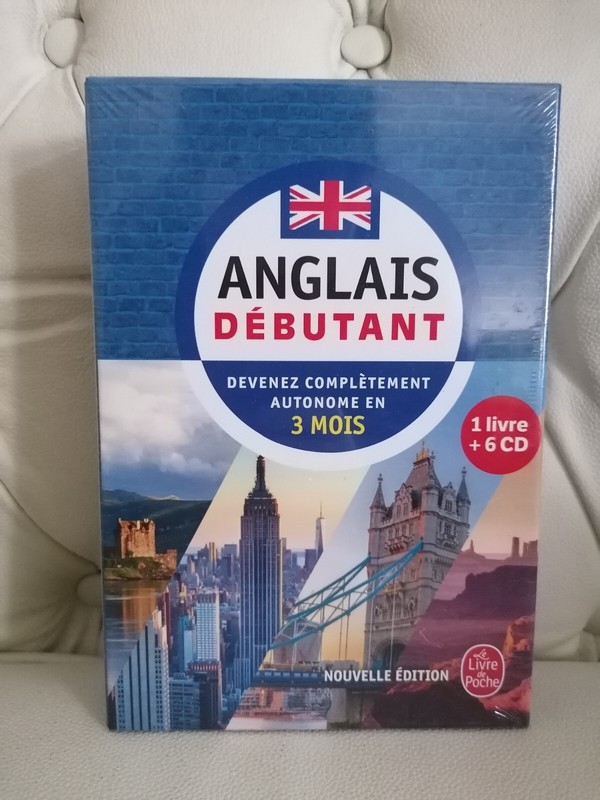 ANGLAIS
DÉBUTANT
DEVENEZ COMPLÈTEMENT
AUTONOME EN
3 MOIS
1 livre
+ 6 CD
NOUVELLE ÉDITION
Le
Livre
de
Poche